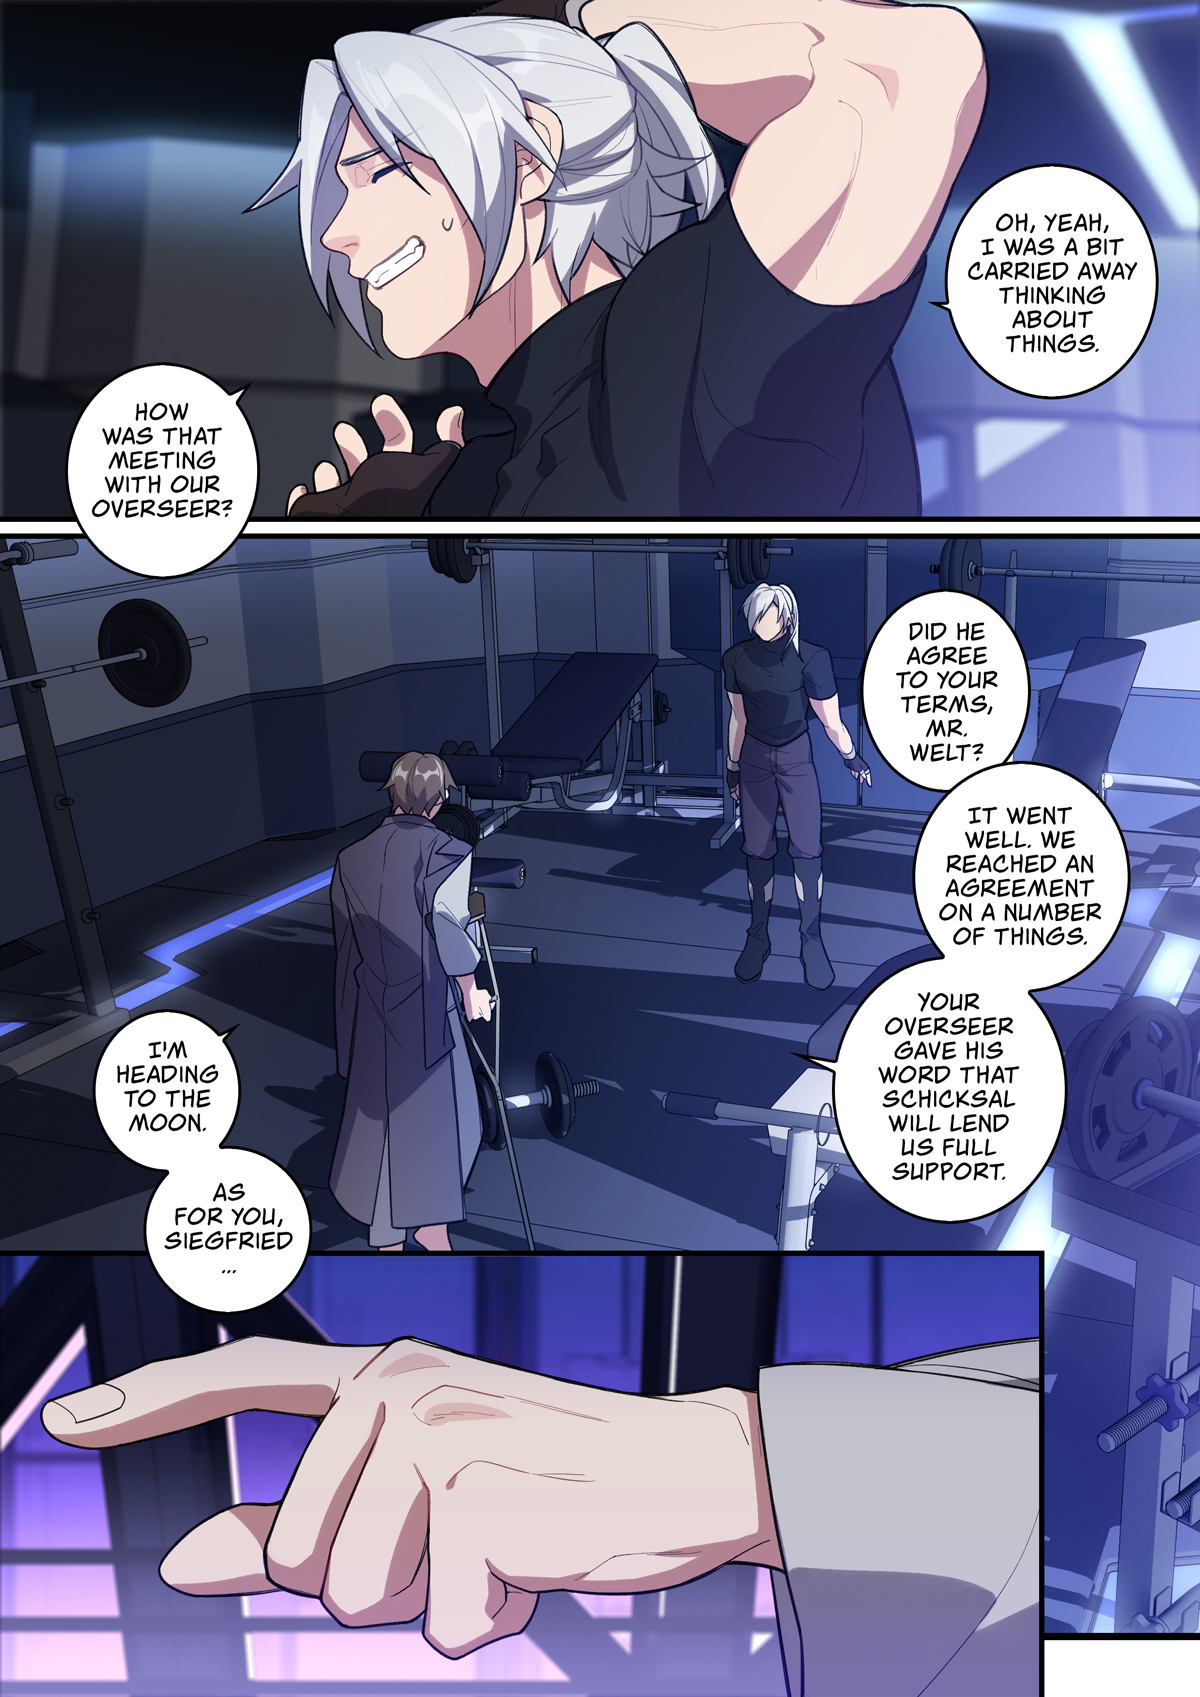 OH, YEAH,
I WAS A BIT
CARRIED AWAY
THINKING
ABOUT
THINGS.
HOW
WAS THAT
MEETING
WITH OUR
OVERSEER?
DID HE
AGREE
TO YOUR
TERMS,
MR.
WELT?
IT WENT
WELL. WE
REACHED AN
AGREEMENT
ON A NUMBER
OF THINGS.
YOUR
OVERSEER
GAVE HIS
WORD THAT
SCHICKSAL
WILL LEND
US FULL
SUPPORT.
I'M
HEADING
TO THE
MOON.
AS
FOR YOU,
SIEGFRIED
...